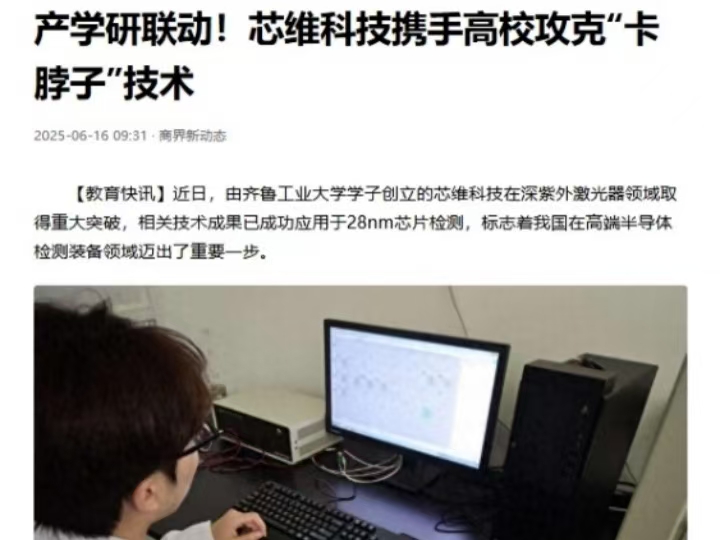 产学研联动！芯维科技携手高校攻克“卡
脖子”技术
2025-06-16 09:31 · 商界新动态
【教育快讯】近日，由齐鲁工业大学学子创立的芯维科技在深紫外激光器领域取
得重大突破，相关技术成果已成功应用于28nm芯片检测，标志着我国在高端半导体
检测装备领域迈出了重要一步。